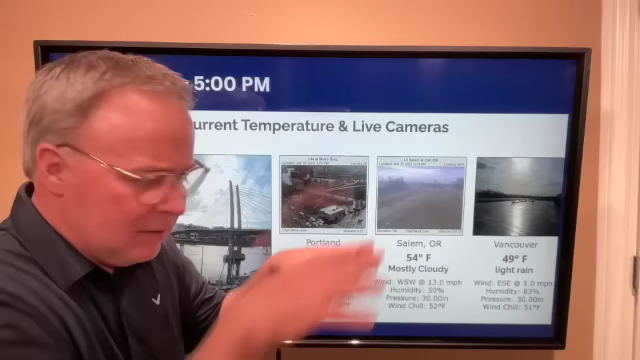 5:00 PM
urrent Temperature & Live Cameras
Portland
Salem, OR
54° F
Mostly Cloudy
Wind: WSW @ 13.0 mph
Humidity: 50%
Pressure: 30.00in
Wind Chill: 52°F
Vancouver
49° F
light rain
Wind: ESE @ 5.0 mph
Humidity: 83%
Pressure: 30.00in
Wind Chill: 51°F